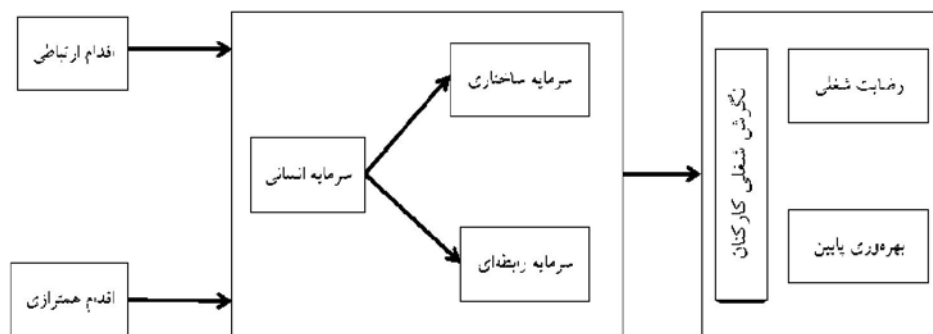 اقدام ارتباطی
سرمایه ساختاری
رضایت شغلی
سرمایه انسانی
نگرش شغلی کارکنان
سرمایه رابطه‌ای
بهره‌وری پایین
اقدام همترازی